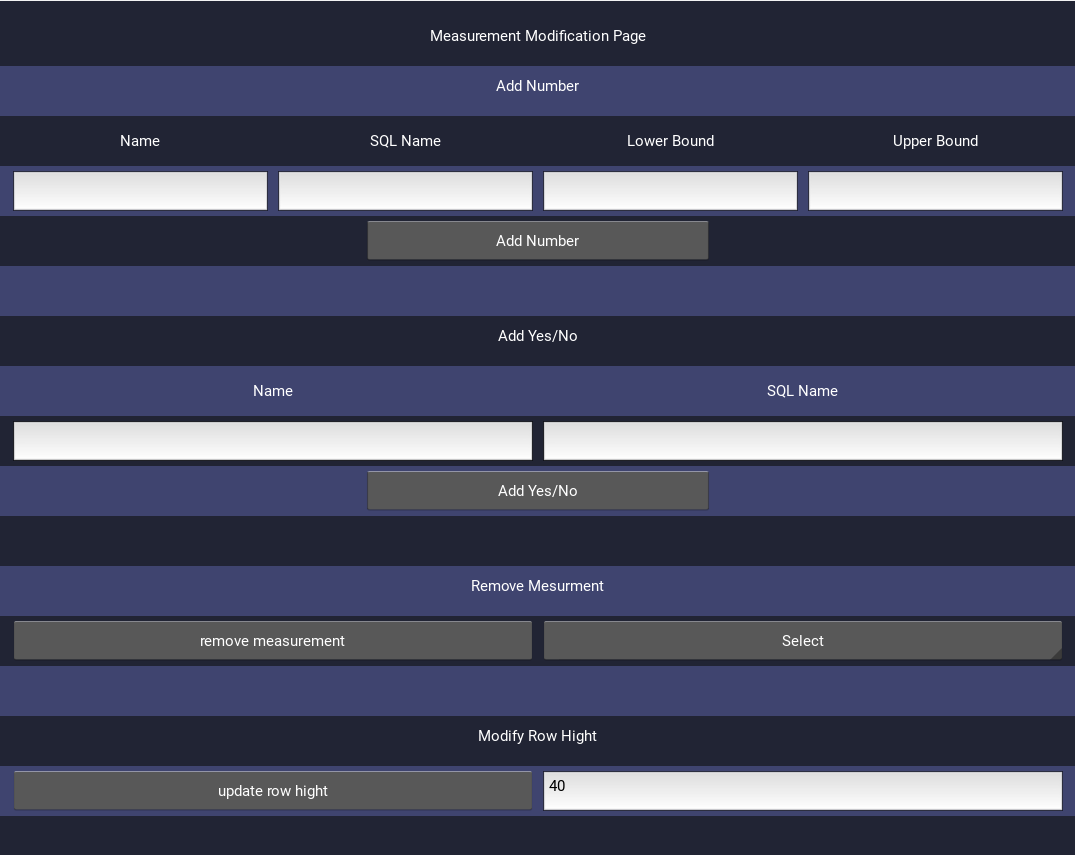 Measurement Modification Page
Add Number
Name SQL Name Lower Bound Upper Bound
Add Number
Add Yes/No
Name SQL Name
Add Yes/No
Remove Mesurment
remove measurement Select
Modify Row Hight
update row hight 40